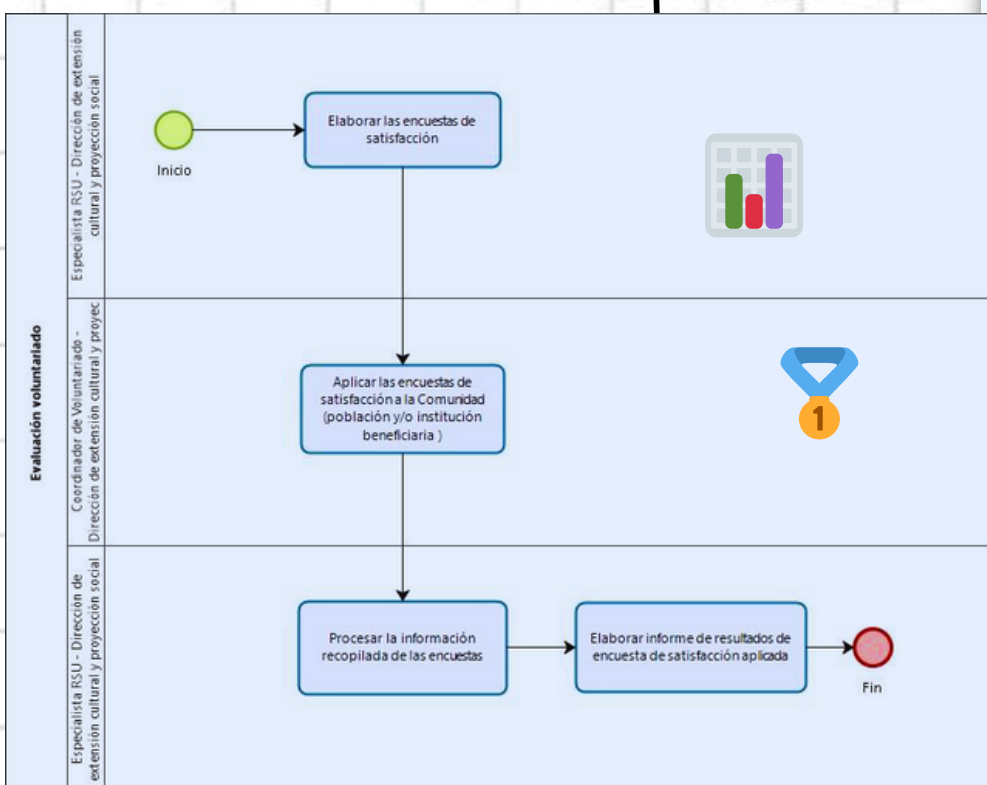 Evaluación voluntariado
Especialista RSU - Dirección de extensión
cultural y proyección social
Inicio
Elaborar las encuestas de
satisfacción
Coordinador de Voluntariado -
Dirección de extensión cultural y proyec
Aplicar las encuestas de
satisfacción a la Comunidad
(población y/o institución
beneficiaria )
1
Especialista RSU - Dirección de
extensión cultural y proyección social
Procesar la información
recopilada de las encuestas
Elaborar informe de resultados de
encuesta de satisfacción aplicada
Fin